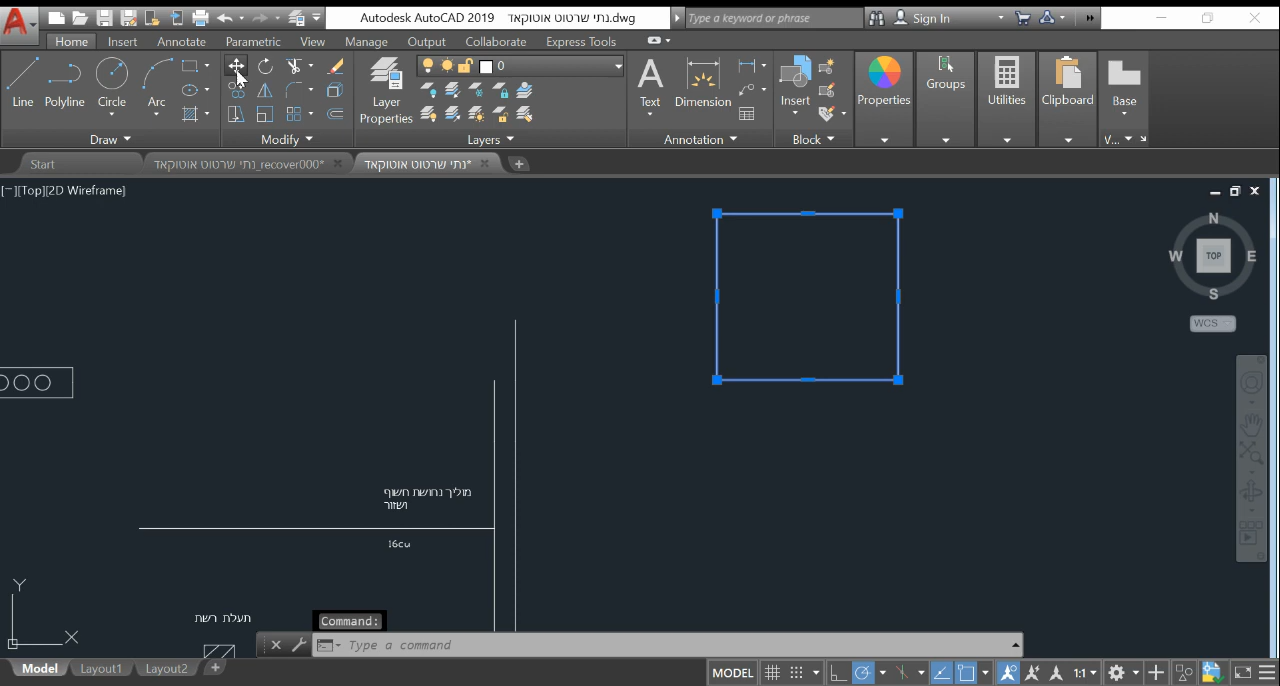 Autodesk AutoCAD 2019 נתי שרטוט אוטוקאד.dwg
Type a keyword or phrase
Sign In
Home Insert Annotate Parametric View Manage Output Collaborate Express Tools
Line Polyline Circle Arc
Layer Properties
0
Text Dimension
Insert
Properties Groups Utilities Clipboard Base
Draw Modify Layers Annotation Block V...
Start נתי שרטוט אוטוקאד_recover000* נתי שרטוט אוטוקאד*
[−][Top][2D Wireframe]
N
W TOP E
S
WCS
מוליך נחושת חשוף
ושזור
16cu
תעלת רשת
Y
X
Command:
Type a command
Model Layout1 Layout2
MODEL 1:1